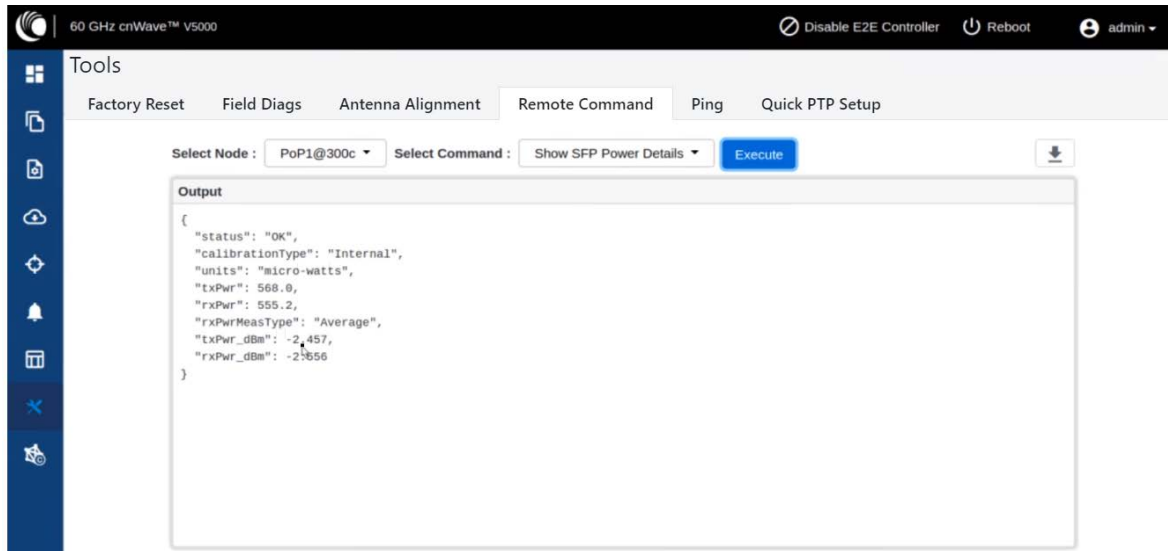 60 GHz cnWave™ V5000
Disable E2E Controller
Reboot
admin
Tools
Factory Reset
Field Diags
Antenna Alignment
Remote Command
Ping
Quick PTP Setup
Select Node : PoP1@300c Select Command : Show SFP Power Details Execute
Output
{
"status": "OK",
"calibrationType": "Internal",
"units": "micro-watts",
"txPwr": 568.0,
"rxPwr": 555.2,
"rxPwrMeasType": "Average",
"txPwr_dBm": -2.457,
"rxPwr_dBm": -2.556
}